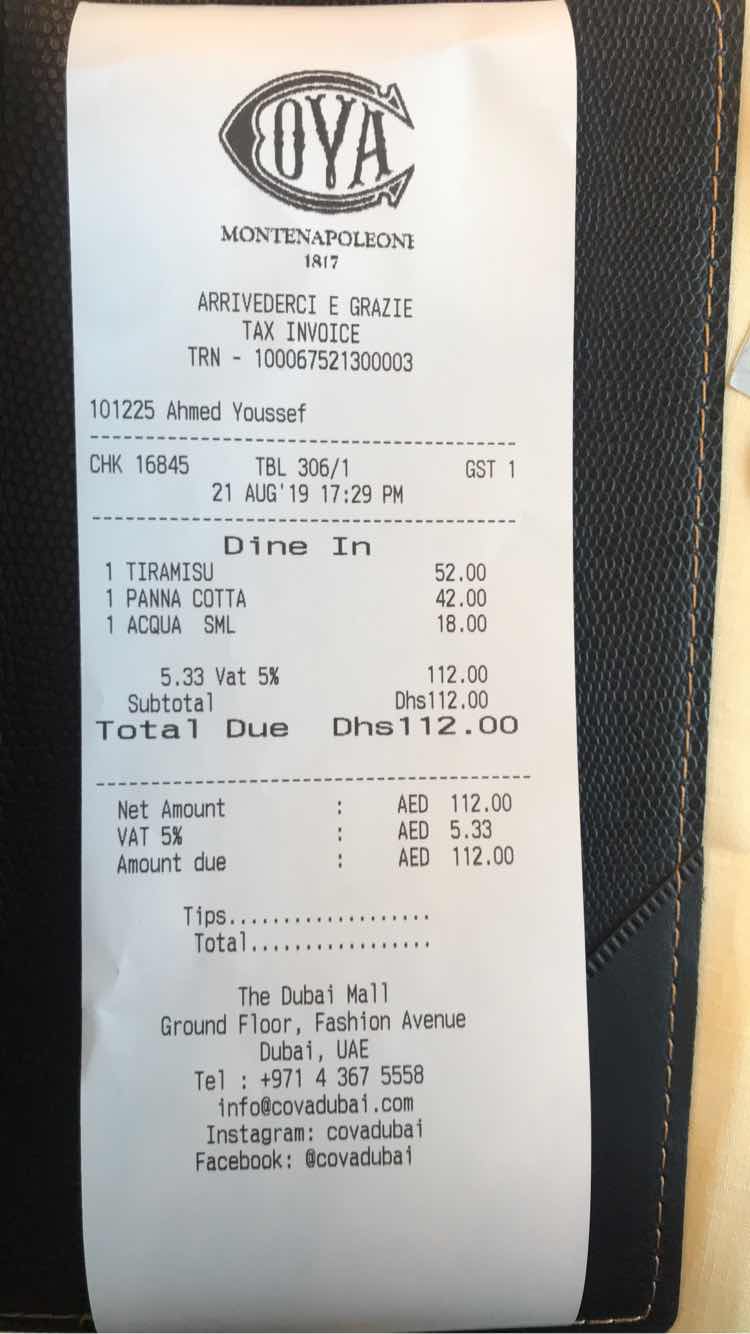 COVA
MONTENAPOLEONE
1817
ARRIVEDERCI E GRAZIE
TAX INVOICE
TRN - 100067521300003
101225 Ahmed Youssef
CHK 16845 TBL 306/1 GST 1
21 AUG'19 17:29 PM
Dine In
1 TIRAMISU 52.00
1 PANNA COTTA 42.00
1 ACQUA SML 18.00
5.33 Vat 5% 112.00
Subtotal Dhs112.00
Total Due Dhs112.00
Net Amount : AED 112.00
VAT 5% : AED 5.33
Amount due : AED 112.00
Tips...................
Total.................
The Dubai Mall
Ground Floor, Fashion Avenue
Dubai, UAE
Tel : +971 4 367 5558
info@covadubai.com
Instagram: covadubai
Facebook: @covadubai